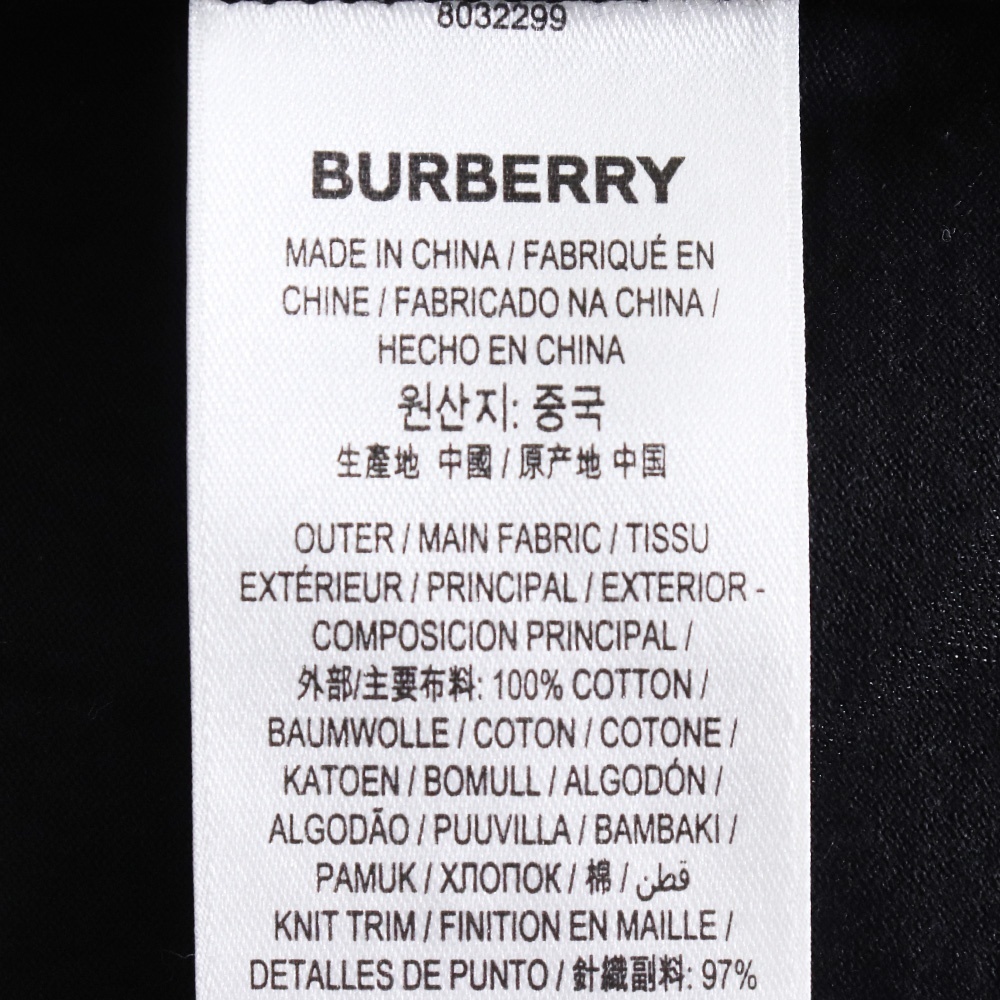 8032299
BURBERRY
MADE IN CHINA / FABRIQUÉ EN
CHINE / FABRICADO NA CHINA /
HECHO EN CHINA
원산지: 중국
生產地 中國 / 原产地 中国
OUTER / MAIN FABRIC / TISSU
EXTÉRIEUR / PRINCIPAL / EXTERIOR -
COMPOSICION PRINCIPAL /
外部/主要布料: 100% COTTON /
BAUMWOLLE / COTON / COTONE /
KATOEN / BOMULL / ALGODÓN /
ALGODÃO / PUUVILLA / BAMBAKI /
PAMUK / ХЛОПОК / 棉 / قطن
KNIT TRIM / FINITION EN MAILLE /
DETALLES DE PUNTO / 針織副料: 97%